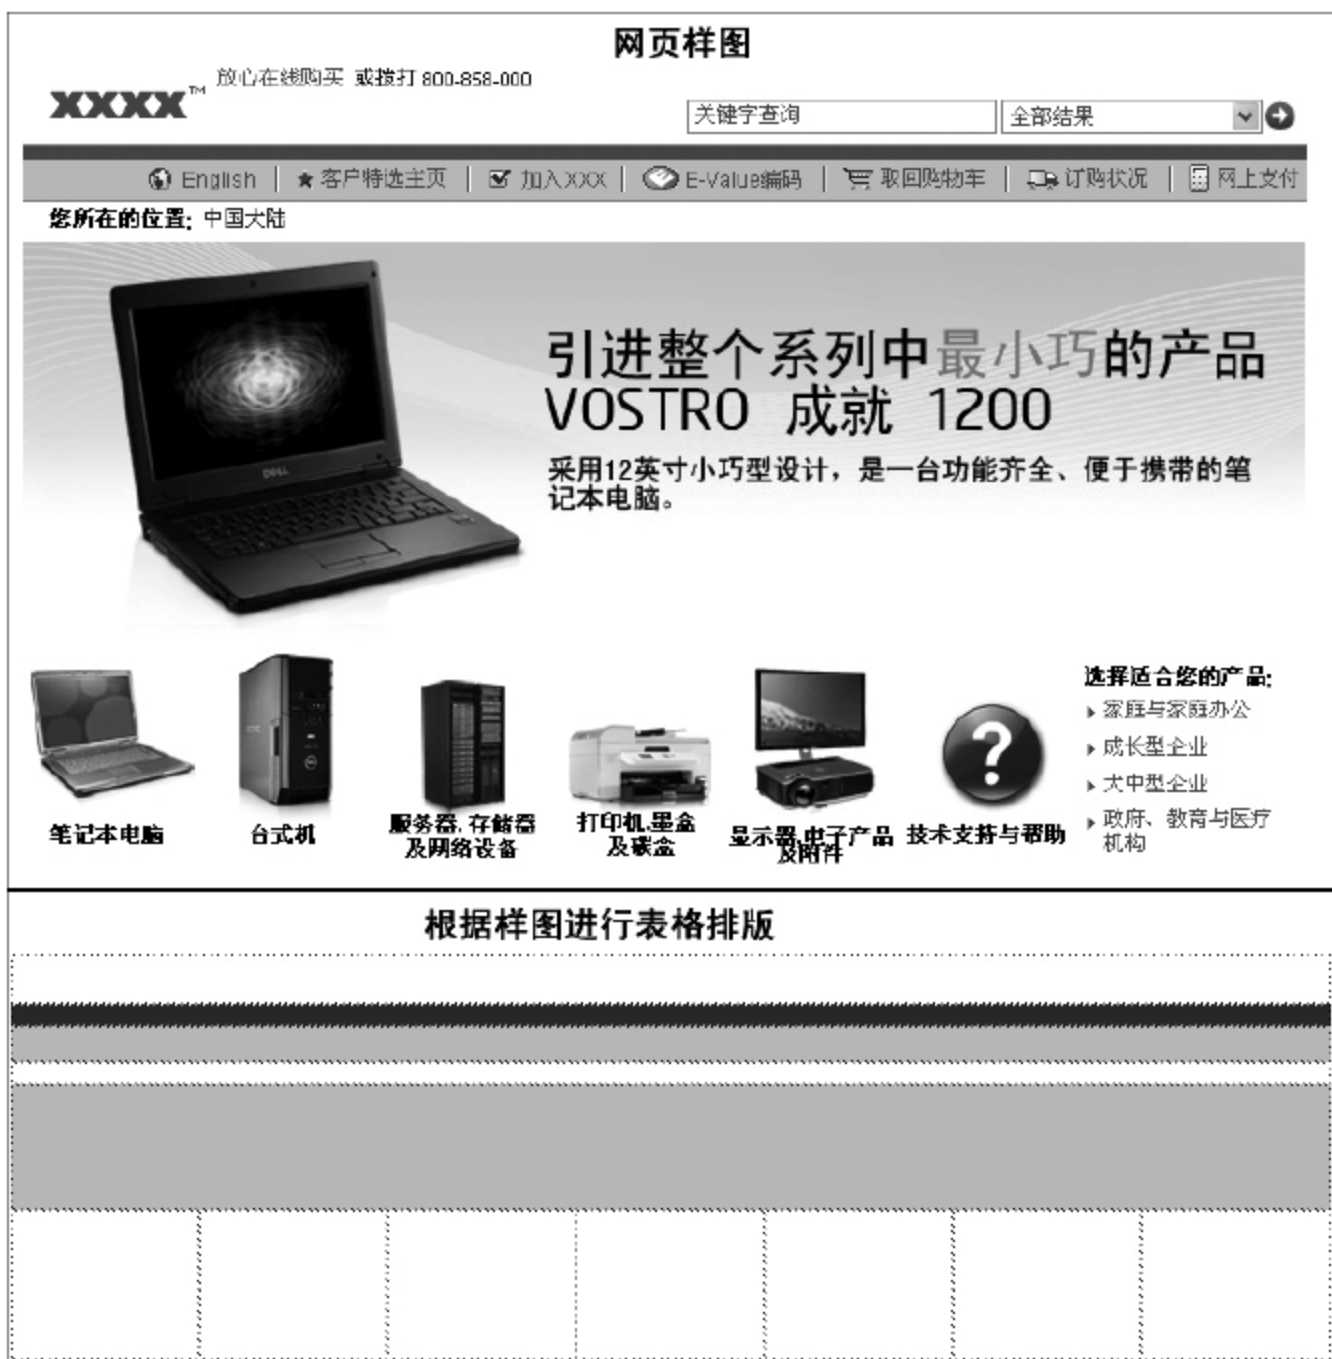 网页样图
放心在线购买 或拨打 800-858-000
XXXX™
关键字查询
全部结果
English | 客户特选主页 | 加入XXX | E-Value编码 | 取回购物车 | 订购状况 | 网上支付
您所在的位置: 中国大陆
引进整个系列中最小巧的产品
VOSTRO 成就 1200
采用12英寸小巧型设计，是一台功能齐全、便于携带的笔
记本电脑。
DELL
笔记本电脑
台式机
服务器, 存储器
及网络设备
打印机,墨盒
及碳盒
显示器,电子产品
及附件
技术支持与帮助
选择适合您的产品:
家庭与家庭办公
成长型企业
大中型企业
政府、教育与医疗
机构
根据样图进行表格排版